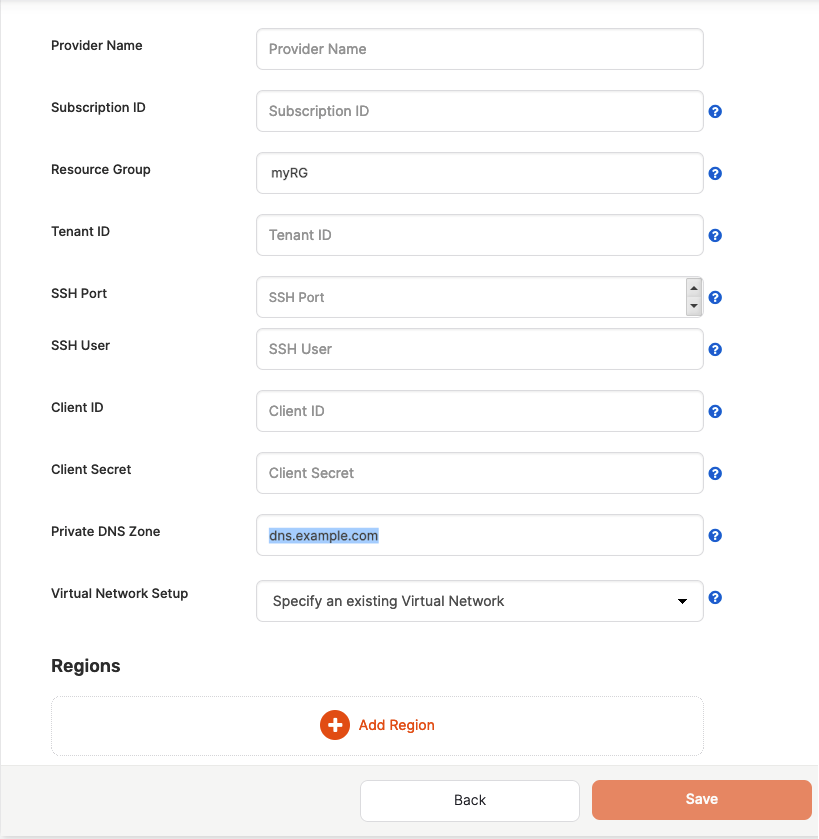 Provider Name
Provider Name
Subscription ID
Subscription ID
?
Resource Group
myRG
?
Tenant ID
Tenant ID
?
SSH Port
SSH Port
?
SSH User
SSH User
?
Client ID
Client ID
?
Client Secret
Client Secret
?
Private DNS Zone
dns.example.com
?
Virtual Network Setup
Specify an existing Virtual Network
?
Regions
Add Region
Back
Save